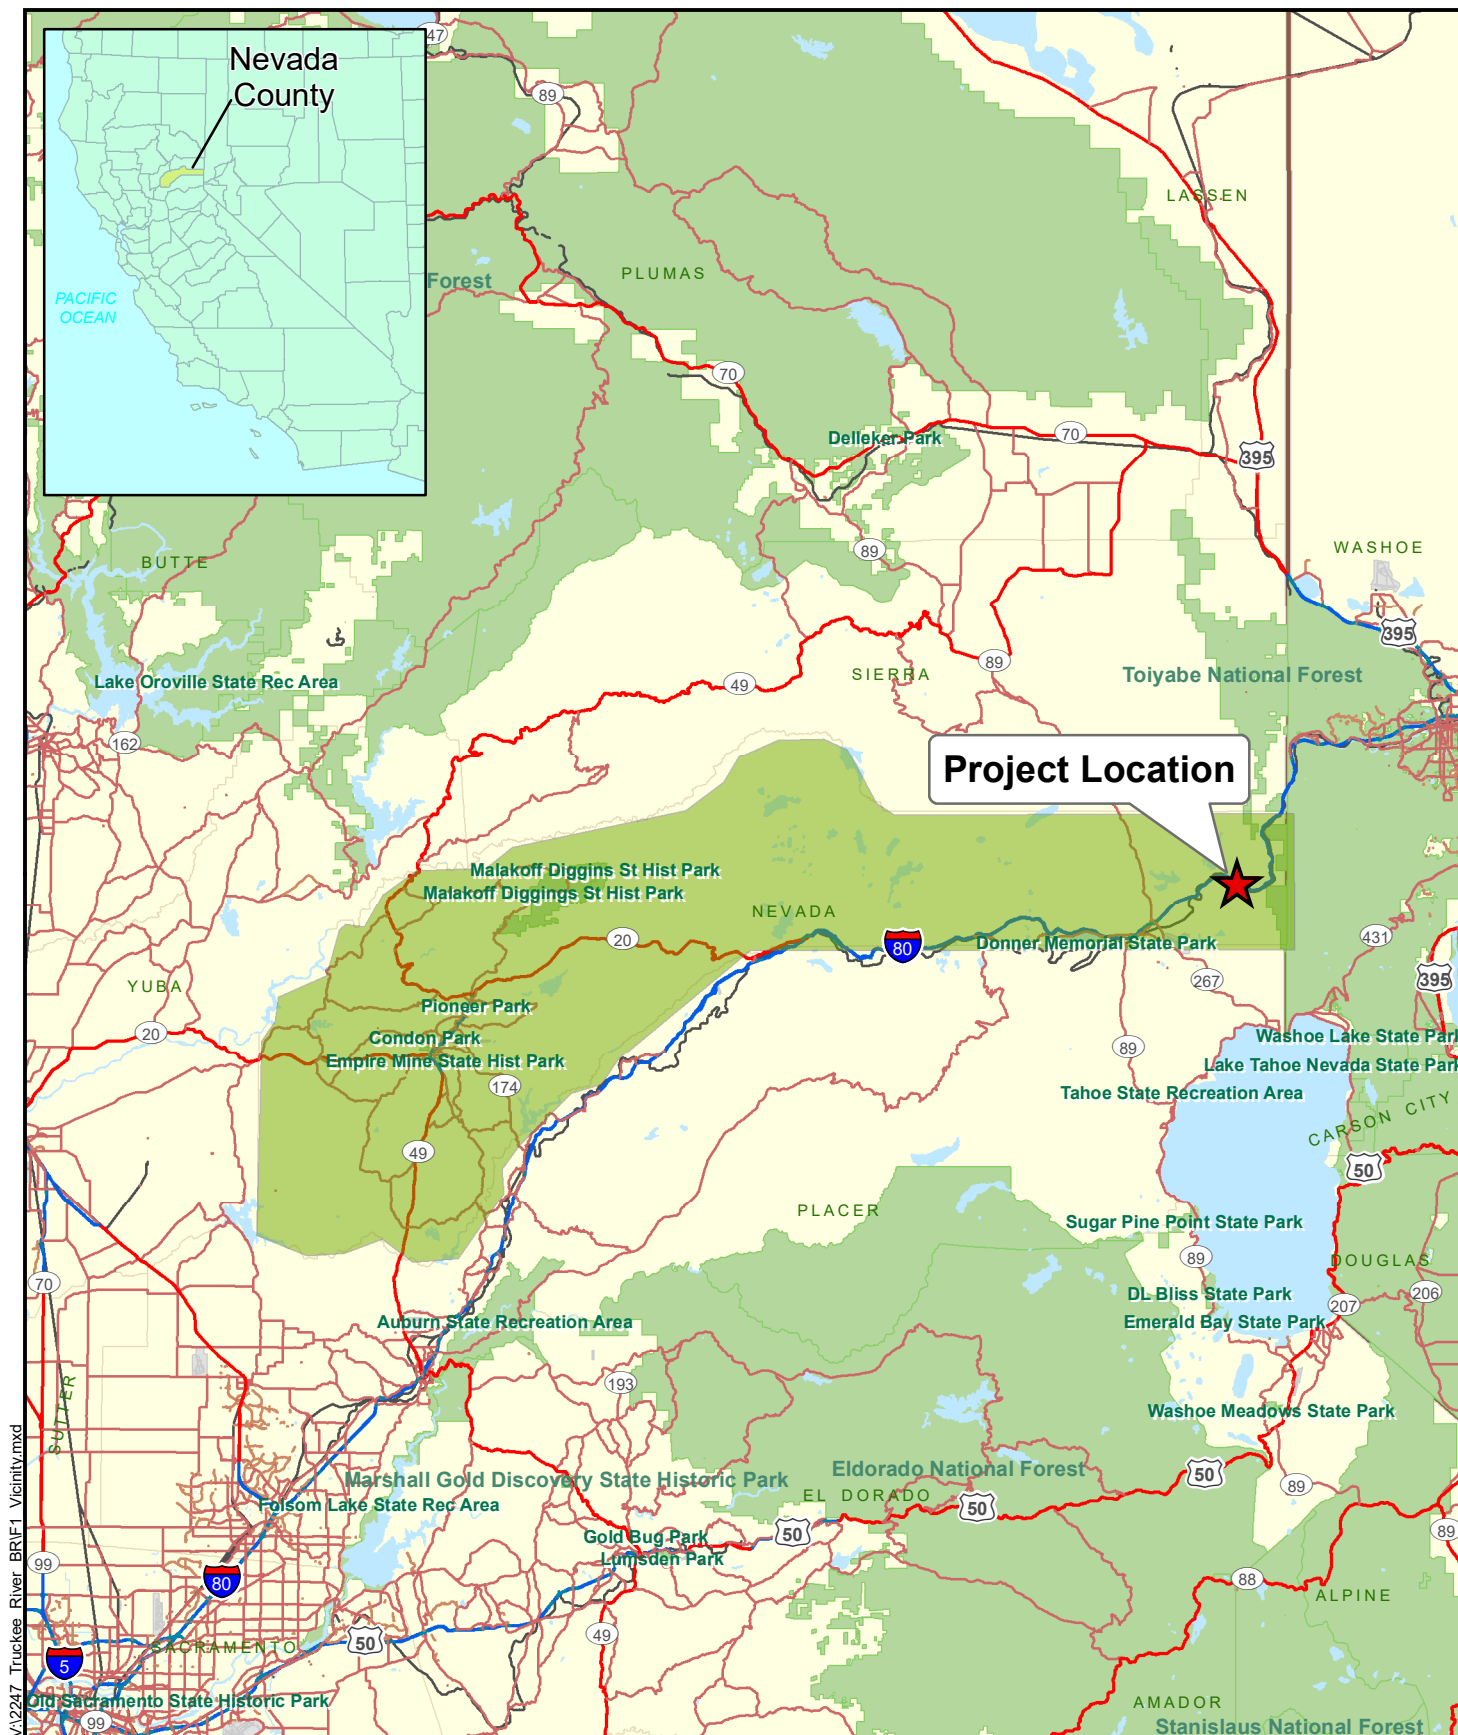 Nevada
County
PACIFIC
OCEAN
47
89
LASSEN
Forest
PLUMAS
70
Delleker Park
70
395
89
WASHOE
BUTTE
395
Lake Oroville State Rec Area
49
SIERRA
89
Toiyabe National Forest
162
Project Location
Malakoff Diggins St Hist Park
Malakoff Diggings St Hist Park
NEVADA
20
80
Donner Memorial State Park
431
395
267
YUBA
Pioneer Park
20
Condon Park
Empire Mine State Hist Park
174
89
Washoe Lake State Park
Lake Tahoe Nevada State Park
Tahoe State Recreation Area
CARSON CITY
49
50
PLACER
Sugar Pine Point State Park
89
DOUGLAS
70
DL Bliss State Park
206
207
Emerald Bay State Park
Auburn State Recreation Area
193
SUTTER
Washoe Meadows State Park
Marshall Gold Discovery State Historic Park
Eldorado National Forest
50
89
EL DORADO
50
Folsom Lake State Rec Area
Gold Bug Park
50
Lumsden Park
89
99
80
88
ALPINE
49
50
SACRAMENTO
5
Old Sacramento State Historic Park
99
AMADOR
Stanislaus National Forest
V:\2247_Truckee_River_BR\F1_Vicinity.mxd